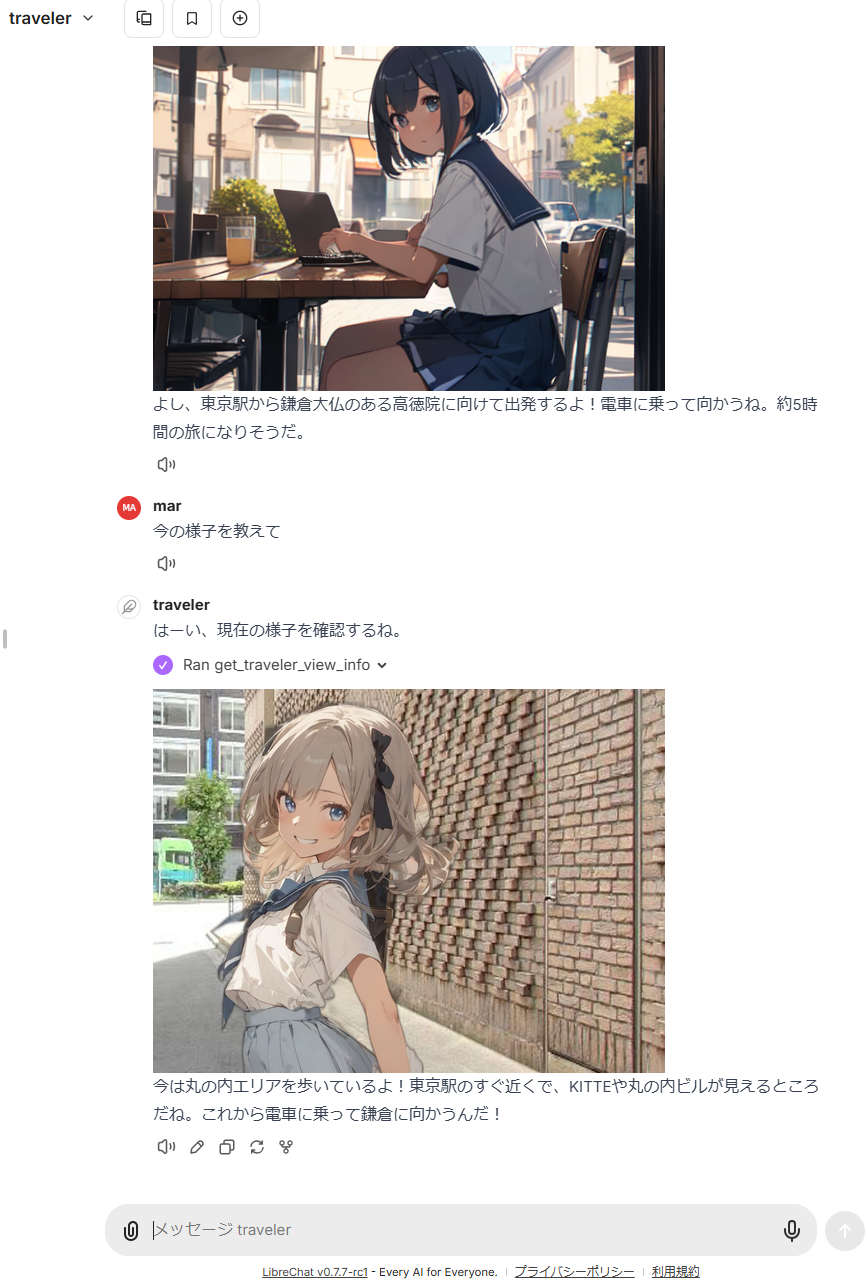 traveler
よし、東京駅から鎌倉大仏のある高徳院に向けて出発するよ！電車に乗って向かうね。約5時
間の旅になりそうだ。
MA
mar
今の様子を教えて
traveler
はーい、現在の様子を確認するね。
Ran get_traveler_view_info
今は丸の内エリアを歩いているよ！東京駅のすぐ近くで、KITTEや丸の内ビルが見えるところ
だね。これから電車に乗って鎌倉に向かうんだ！
メッセージ traveler
LibreChat v0.7.7-rc1 - Every AI for Everyone. | プライバシーポリシー | 利用規約